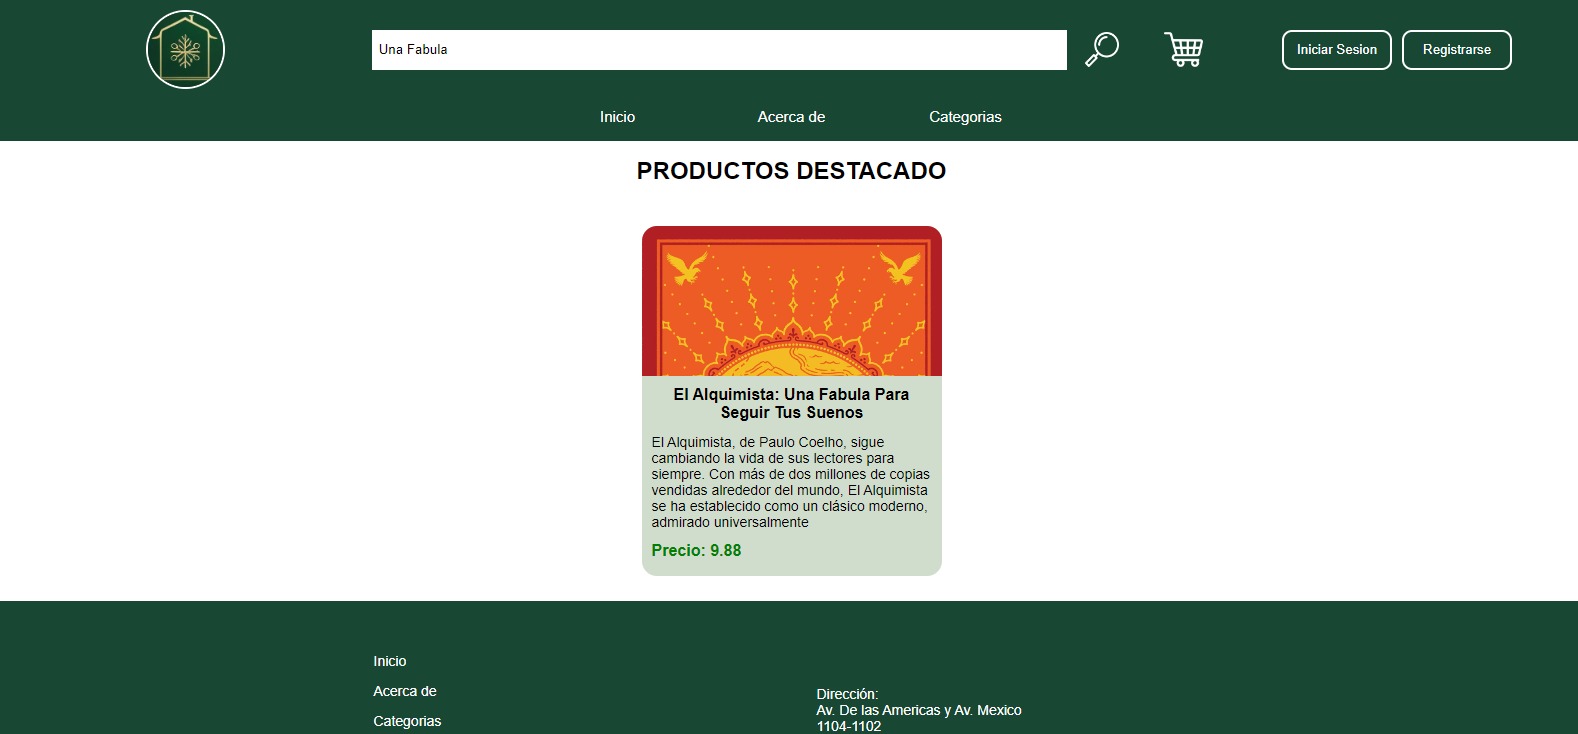 Una Fabula
Iniciar Sesion
Registrarse
Inicio
Acerca de
Categorias
PRODUCTOS DESTACADO
El Alquimista: Una Fabula Para
Seguir Tus Suenos
El Alquimista, de Paulo Coelho, sigue
cambiando la vida de sus lectores para
siempre. Con más de dos millones de copias
vendidas alrededor del mundo, El Alquimista
se ha establecido como un clásico moderno,
admirado universalmente
Precio: 9.88
Inicio
Acerca de
Categorias
Dirección:
Av. De las Americas y Av. Mexico
1104-1102